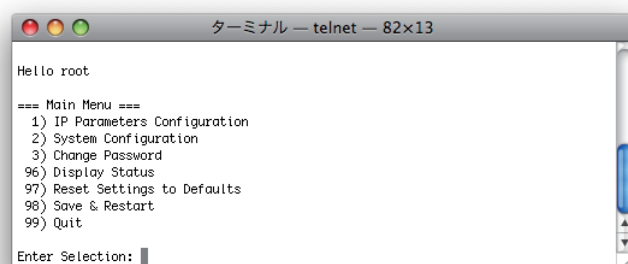 ターミナル — telnet — 82×13
Hello root
=== Main Menu ===
1) IP Parameters Configuration
2) System Configuration
3) Change Password
96) Display Status
97) Reset Settings to Defaults
98) Save & Restart
99) Quit
Enter Selection: